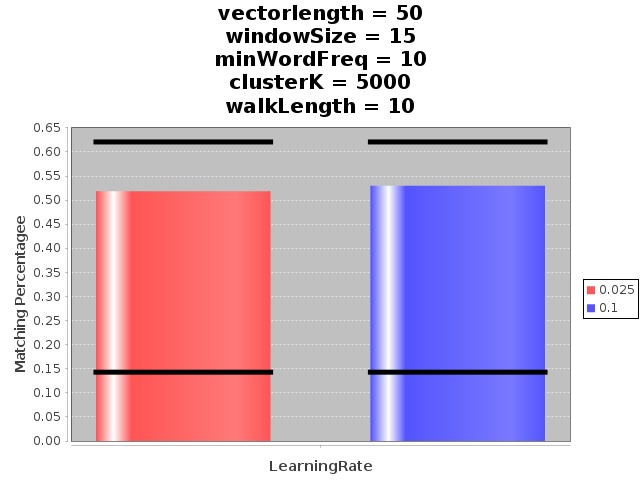 vectorlength = 50
windowSize = 15
minWordFreq = 10
clusterK = 5000
walkLength = 10
0.65
0.60
0.55
0.50
0.45
0.40
0.35
0.30
0.25
0.20
0.15
0.10
0.05
0.00
Matching Percentagee
LearningRate
0.025
0.1